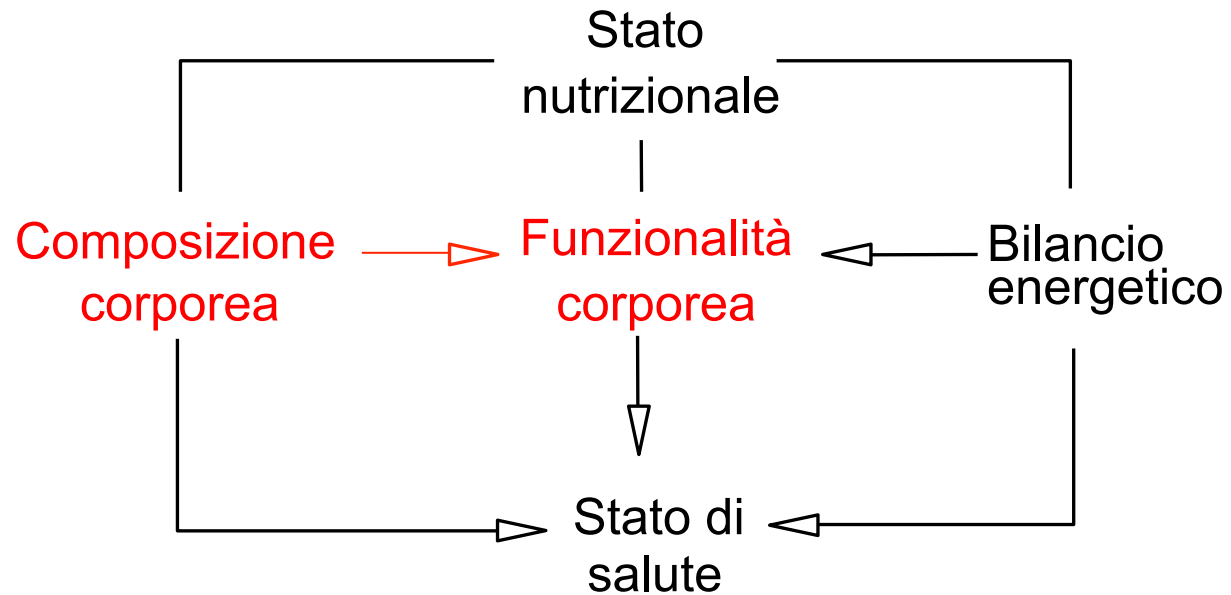 Stato
nutrizionale
Composizione
corporea
Funzionalità
corporea
Bilancio
energetico
Stato di
salute